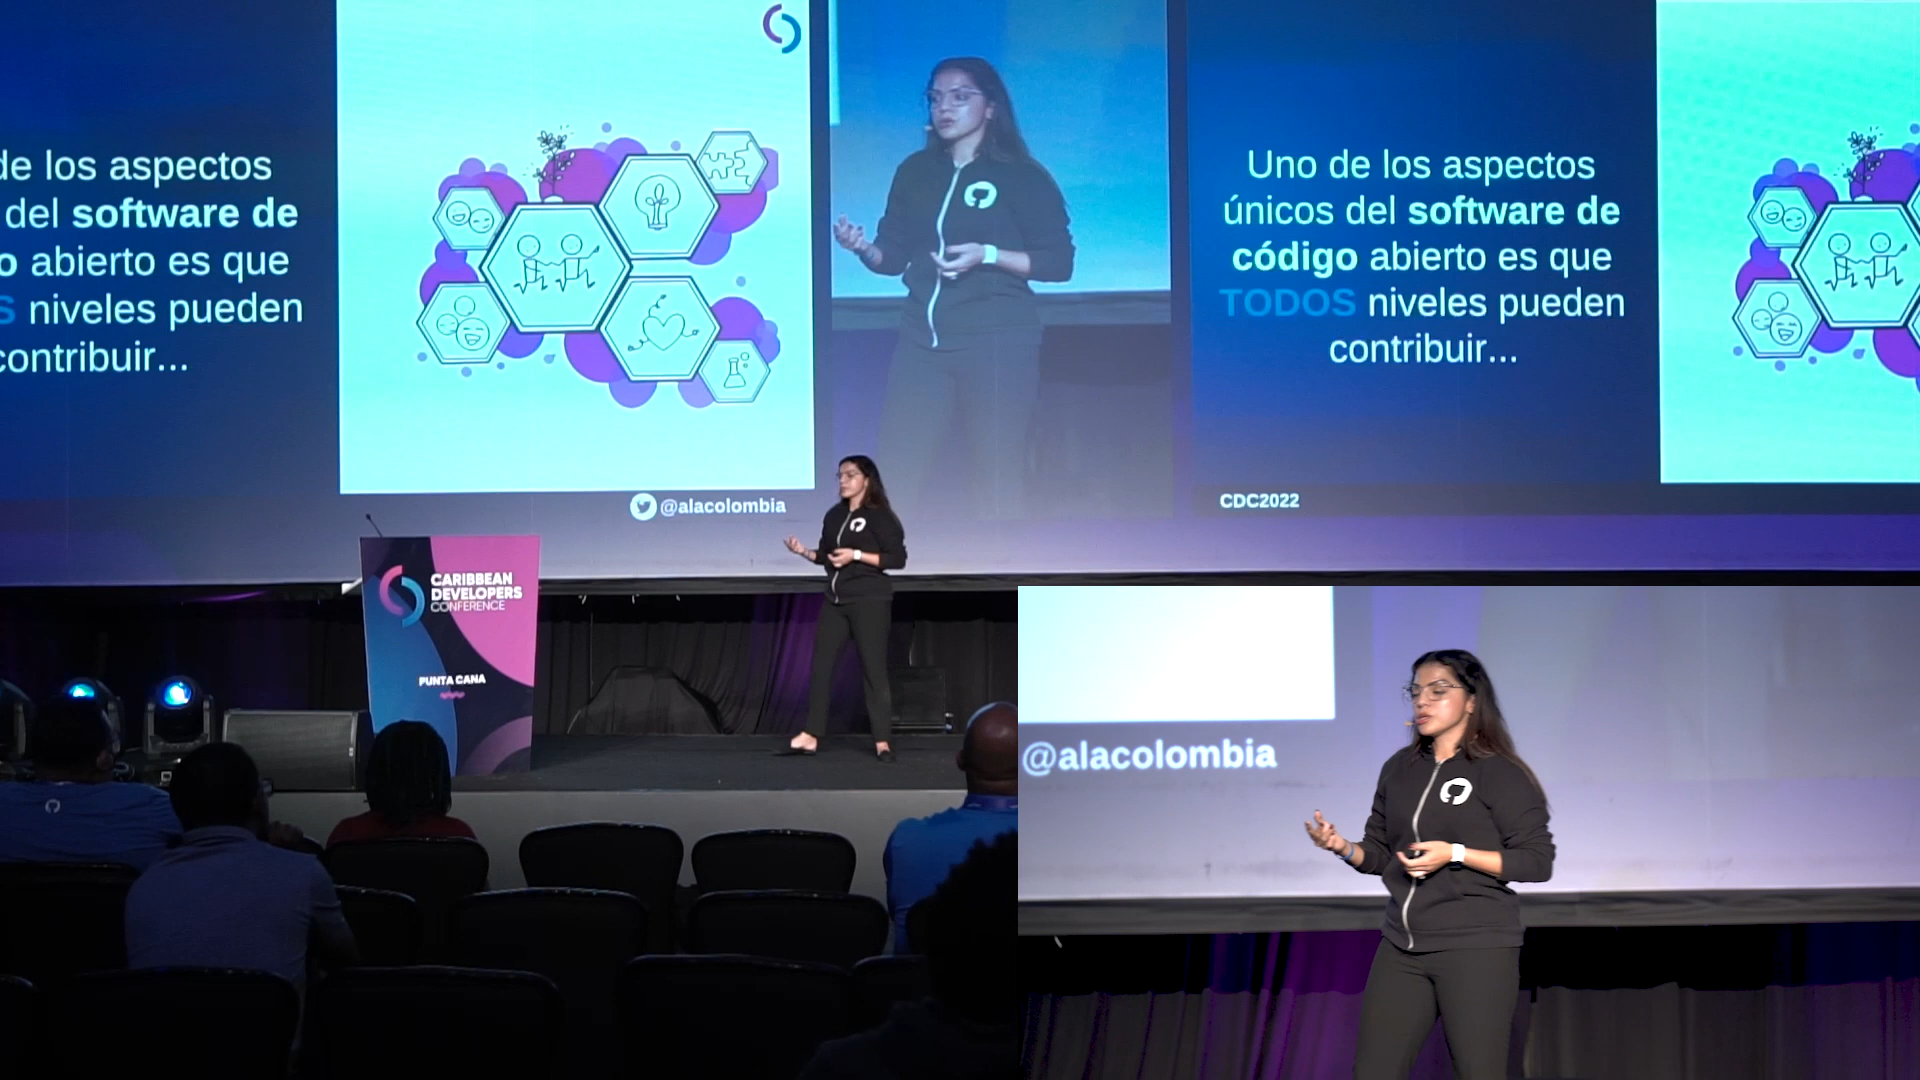 de los aspectos
del software de
o abierto es que
S niveles pueden
contribuir...
@alacolombia
Uno de los aspectos
únicos del software de
código abierto es que
TODOS niveles pueden
contribuir...
CDC2022
CARIBBEAN
DEVELOPERS
CONFERENCE
PUNTA CANA
@alacolombia